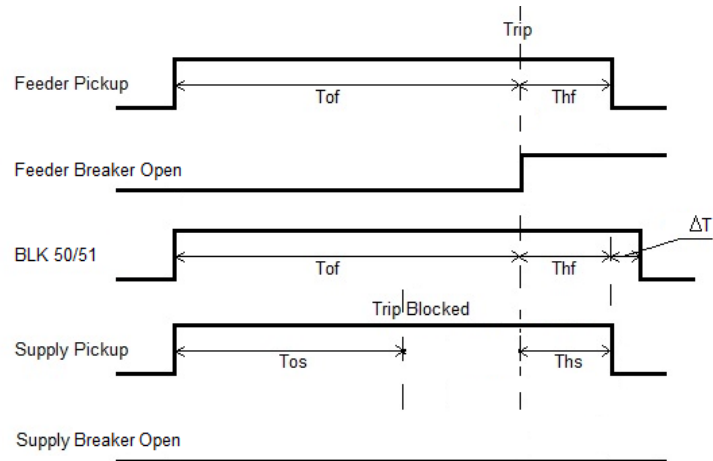 Trip
Feeder Pickup
Tof
Thf
Feeder Breaker Open
ΔT
BLK 50/51
Tof
Thf
Trip Blocked
Supply Pickup
Tos
Ths
Supply Breaker Open